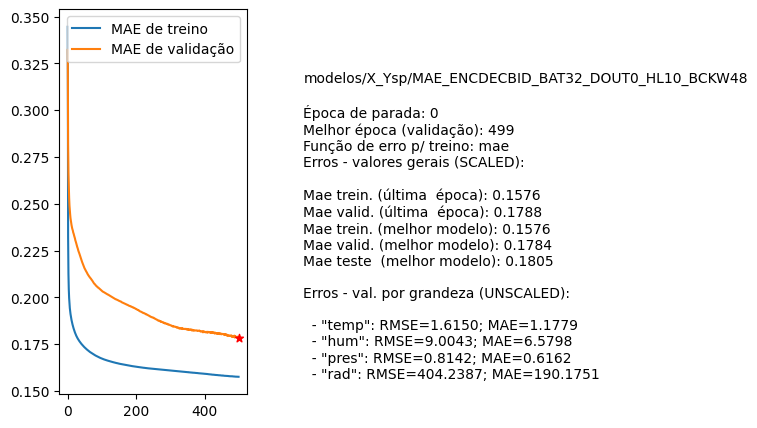 0.350
0.325
0.300
0.275
0.250
0.225
0.200
0.175
0.150
0
200
400
MAE de treino
MAE de validação
modelos/X_Ysp/MAE_ENCDECBID_BAT32_DOUT0_HL10_BCKW48
Época de parada: 0
Melhor época (validação): 499
Função de erro p/ treino: mae
Erros - valores gerais (SCALED):
Mae trein. (última  época): 0.1576
Mae valid. (última  época): 0.1788
Mae trein. (melhor modelo): 0.1576
Mae valid. (melhor modelo): 0.1784
Mae teste  (melhor modelo): 0.1805
Erros - val. por grandeza (UNSCALED):
- "temp": RMSE=1.6150; MAE=1.1779
- "hum": RMSE=9.0043; MAE=6.5798
- "pres": RMSE=0.8142; MAE=0.6162
- "rad": RMSE=404.2387; MAE=190.1751